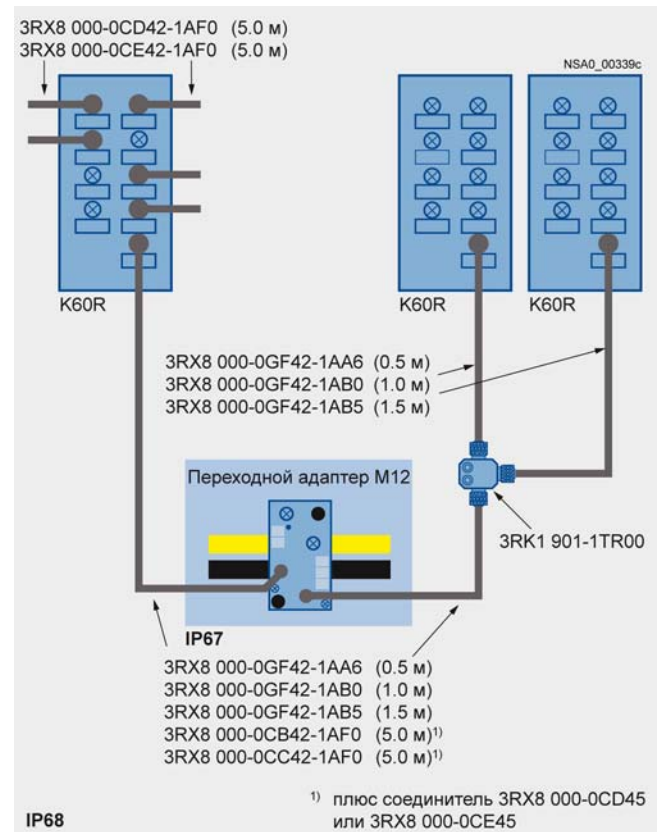 3RX8 000-0CD42-1AF0 (5.0 м)
3RX8 000-0CE42-1AF0 (5.0 м)
NSA0_00339c
K60R
K60R
K60R
3RX8 000-0GF42-1AA6 (0.5 м)
3RX8 000-0GF42-1AB0 (1.0 м)
3RX8 000-0GF42-1AB5 (1.5 м)
Переходной адаптер M12
3RK1 901-1TR00
IP67
3RX8 000-0GF42-1AA6 (0.5 м)
3RX8 000-0GF42-1AB0 (1.0 м)
3RX8 000-0GF42-1AB5 (1.5 м)
3RX8 000-0CB42-1AF0 (5.0 м)1)
3RX8 000-0CC42-1AF0 (5.0 м)1)
1) плюс соединитель 3RX8 000-0CD45
или 3RX8 000-0CE45
IP68